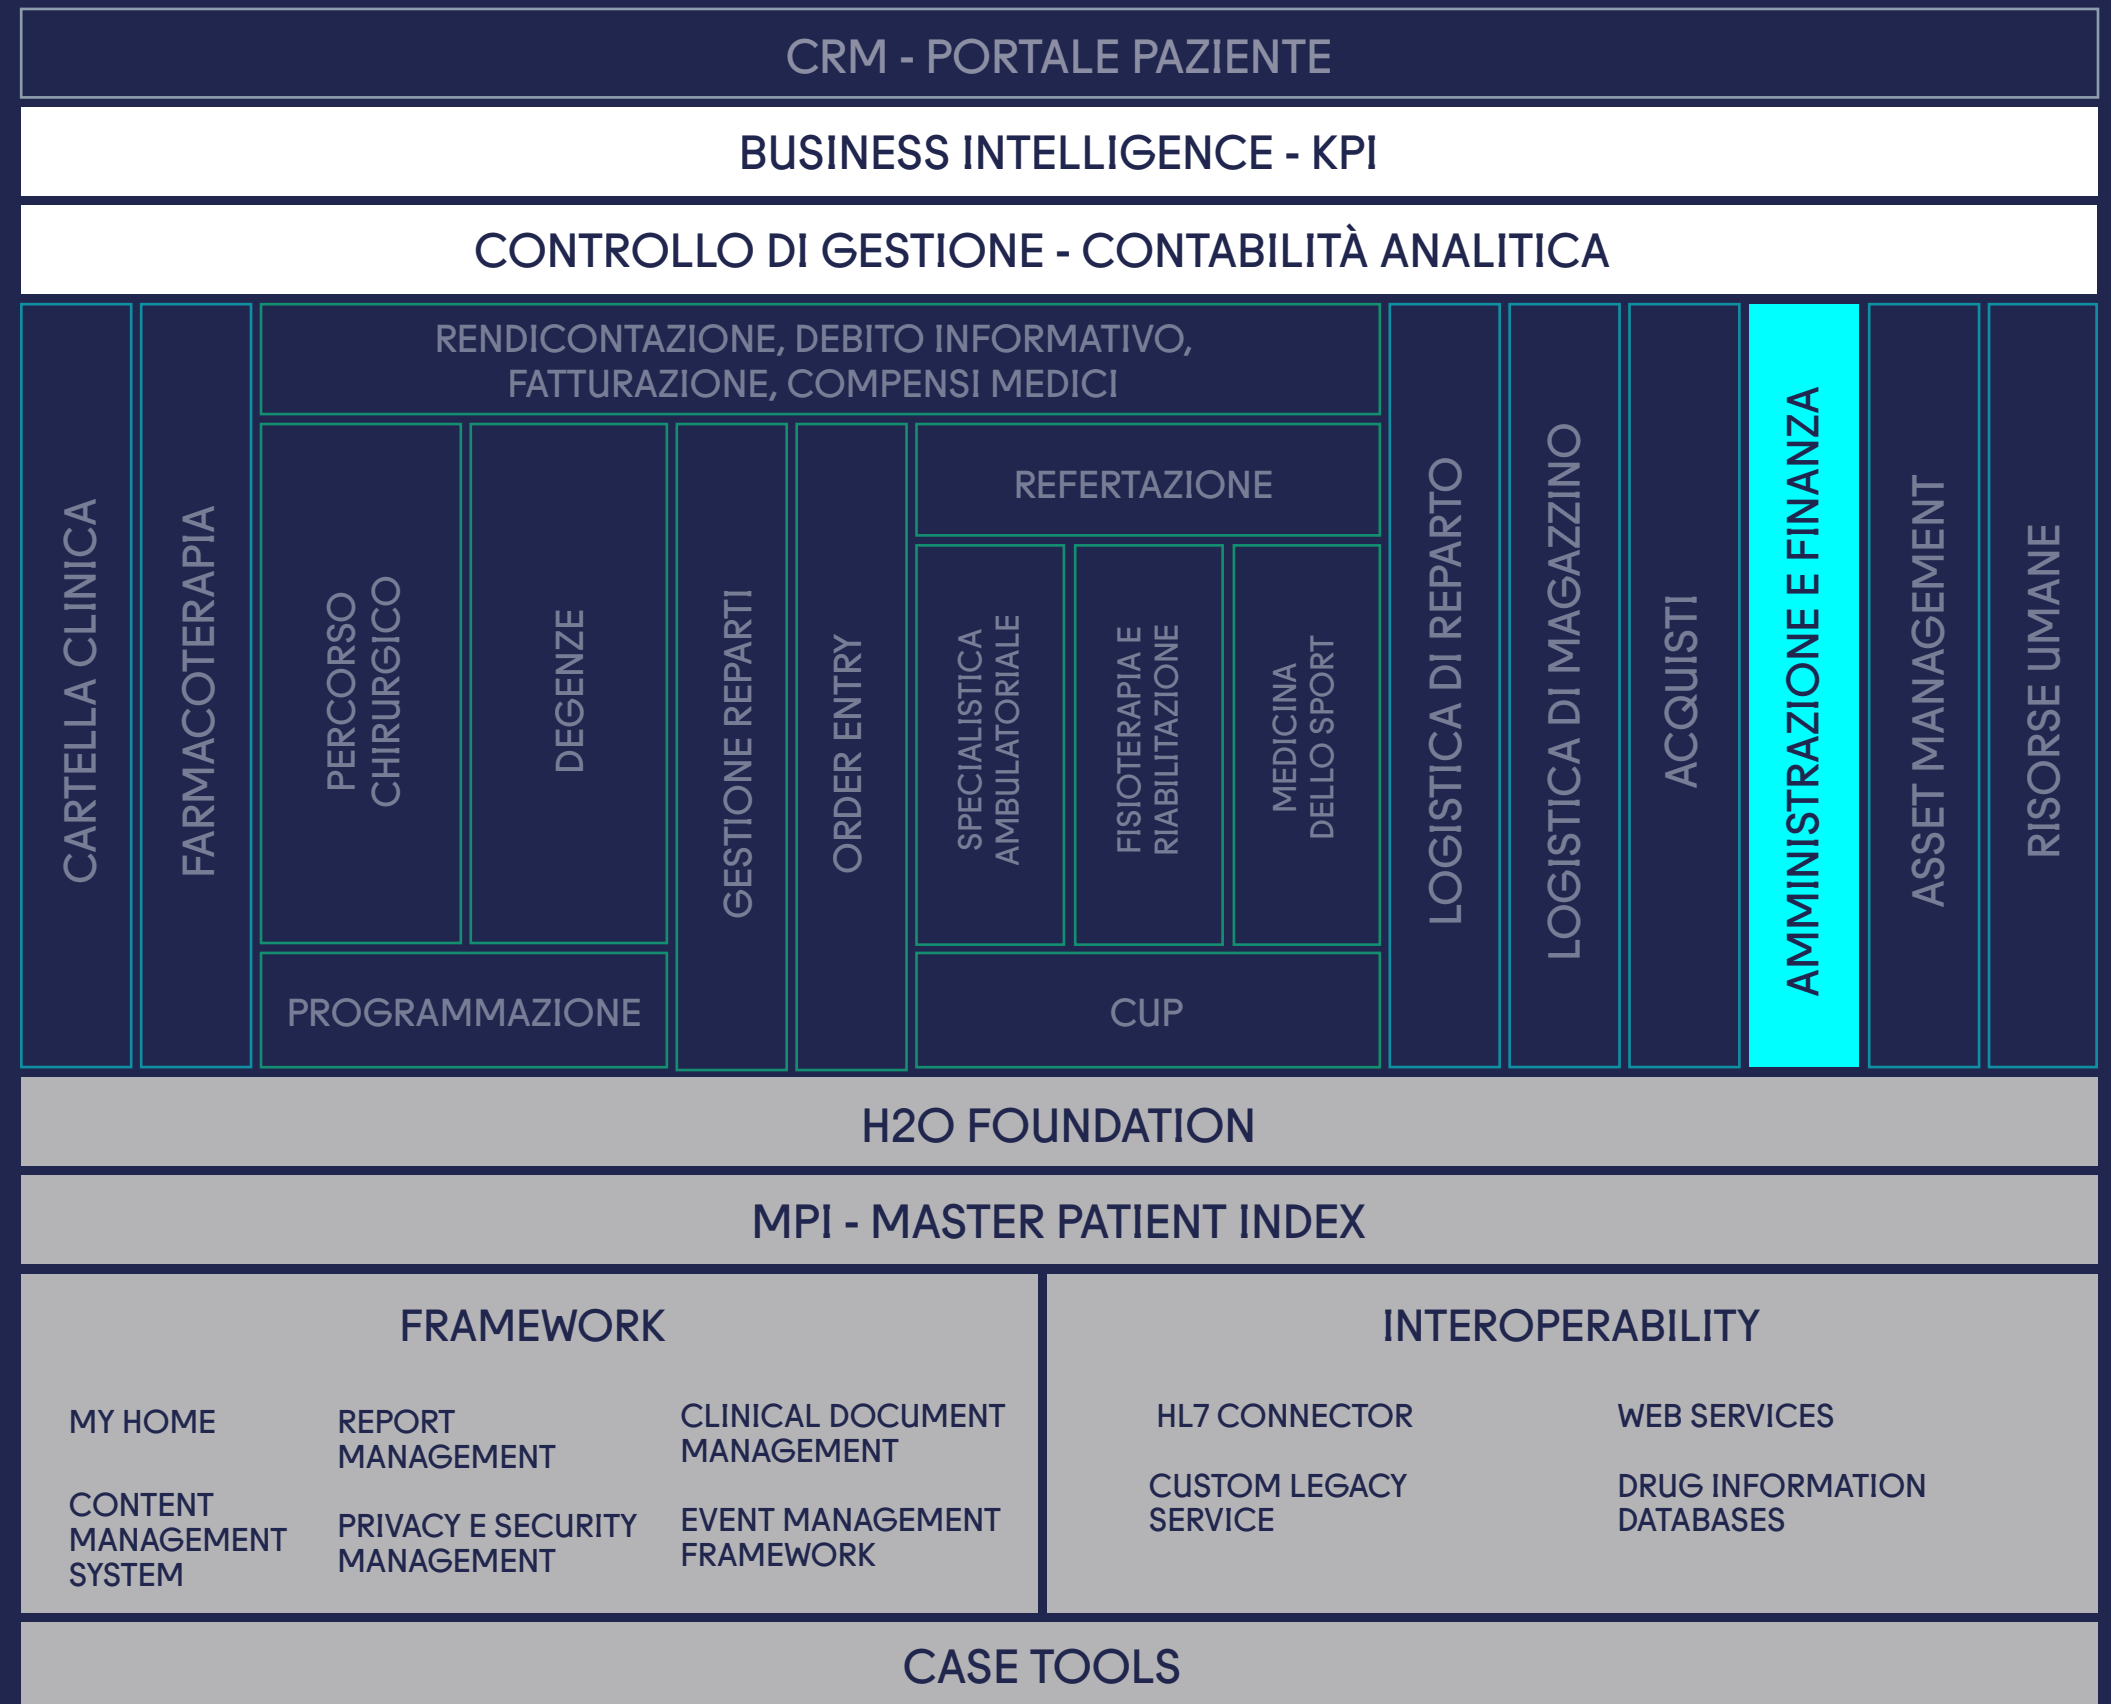 CRM - PORTALE PAZIENTE
BUSINESS INTELLIGENCE - KPI
CONTROLLO DI GESTIONE - CONTABILITÀ ANALITICA
CARTELLA CLINICA
FARMACOTERAPIA
RENDICONTAZIONE, DEBITO INFORMATIVO,
FATTURAZIONE, COMPENSI MEDICI
PERCORSO
CHIRURGICO
DEGENZE
PROGRAMMAZIONE
GESTIONE REPARTI
ORDER ENTRY
REFERTAZIONE
SPECIALISTICA
AMBULATORIALE
FISIOTERAPIA E
RIABILITAZIONE
MEDICINA
DELLO SPORT
CUP
LOGISTICA DI REPARTO
LOGISTICA DI MAGAZZINO
ACQUISTI
AMMINISTRAZIONE E FINANZA
ASSET MANAGEMENT
RISORSE UMANE
H2O FOUNDATION
MPI - MASTER PATIENT INDEX
FRAMEWORK
MY HOME
CONTENT
MANAGEMENT
SYSTEM
REPORT
MANAGEMENT
PRIVACY E SECURITY
MANAGEMENT
CLINICAL DOCUMENT
MANAGEMENT
EVENT MANAGEMENT
FRAMEWORK
INTEROPERABILITY
HL7 CONNECTOR
CUSTOM LEGACY
SERVICE
WEB SERVICES
DRUG INFORMATION
DATABASES
CASE TOOLS